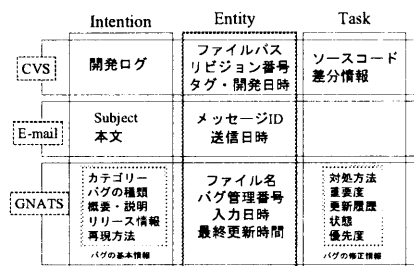 Intention Entity Task
CVS
開発ログ
ファイルパス
リビジョン番号
タグ・開発日時
ソースコード
差分情報
E-mail
Subject
本文
メッセージID
送信日時
GNATS
カテゴリー
バグの種類
概要・説明
リリース情報
再現方法
バグの基本情報
ファイル名
バグ管理番号
入力日時
最終更新時間
対処方法
重要度
更新履歴
状態
優先度
バグの修正情報